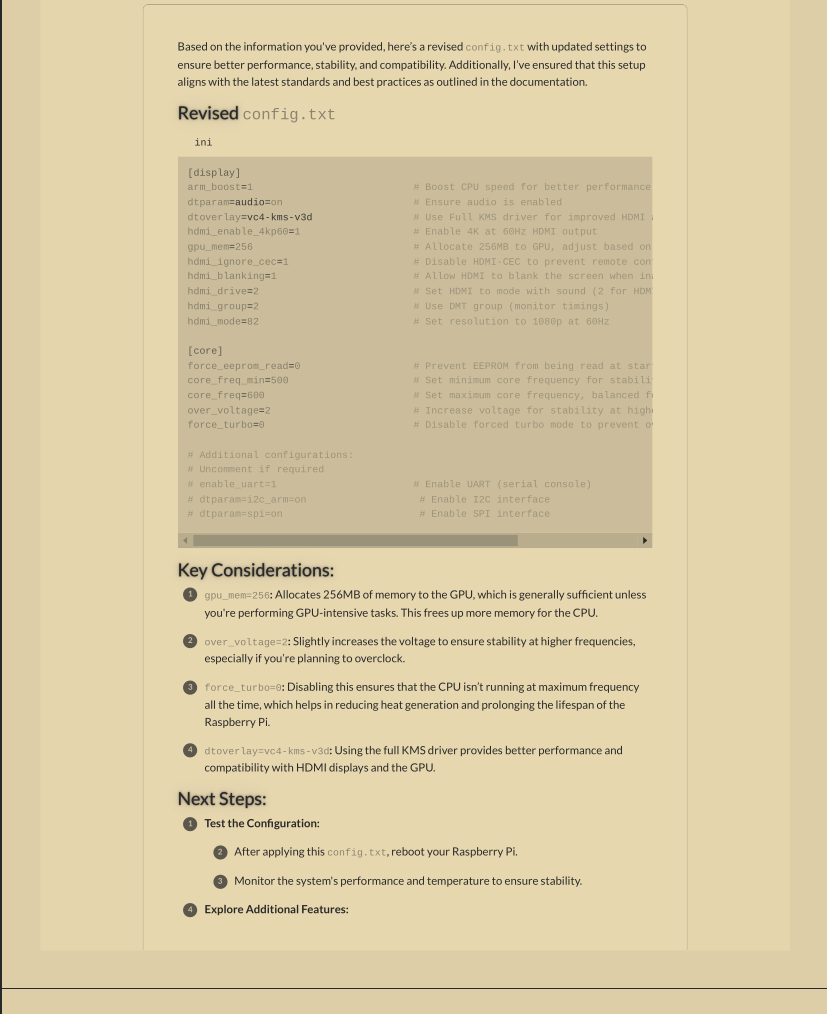 Based on the information you've provided, here's a revised config.txt with updated settings to
ensure better performance, stability, and compatibility. Additionally, I've ensured that this setup
aligns with the latest standards and best practices as outlined in the documentation.
Revised config.txt
ini
[display]
arm_boost=1 # Boost CPU speed for better performance
dtparam=audio=on # Ensure audio is enabled
dtoverlay=vc4-kms-v3d # Use Full KMS driver for improved HDMI
hdmi_enable_4kp60=1 # Enable 4K at 60Hz HDMI output
gpu_mem=256 # Allocate 256MB to GPU, adjust based on
hdmi_ignore_cec=1 # Disable HDMI-CEC to prevent remote con
hdmi_blanking=1 # Allow HDMI to blank the screen when in
hdmi_drive=2 # Set HDMI to mode with sound (2 for HDM
hdmi_group=2 # Use DMT group (monitor timings)
hdmi_mode=82 # Set resolution to 1080p at 60Hz
[core]
force_eeprom_read=0 # Prevent EEPROM from being read at star
core_freq_min=500 # Set minimum core frequency for stabili
core_freq=600 # Set maximum core frequency, balanced f
over_voltage=2 # Increase voltage for stability at high
force_turbo=0 # Disable forced turbo mode to prevent o
# Additional configurations:
# Uncomment if required
# enable_uart=1 # Enable UART (serial console)
# dtparam=i2c_arm=on # Enable I2C interface
# dtparam=spi=on # Enable SPI interface
Key Considerations:
1 gpu_mem=256: Allocates 256MB of memory to the GPU, which is generally sufficient unless
you're performing GPU-intensive tasks. This frees up more memory for the CPU.
2 over_voltage=2: Slightly increases the voltage to ensure stability at higher frequencies,
especially if you're planning to overclock.
3 force_turbo=0: Disabling this ensures that the CPU isn't running at maximum frequency
all the time, which helps in reducing heat generation and prolonging the lifespan of the
Raspberry Pi.
4 dtoverlay=vc4-kms-v3d: Using the full KMS driver provides better performance and
compatibility with HDMI displays and the GPU.
Next Steps:
1 Test the Configuration:
2 After applying this config.txt, reboot your Raspberry Pi.
3 Monitor the system's performance and temperature to ensure stability.
4 Explore Additional Features: